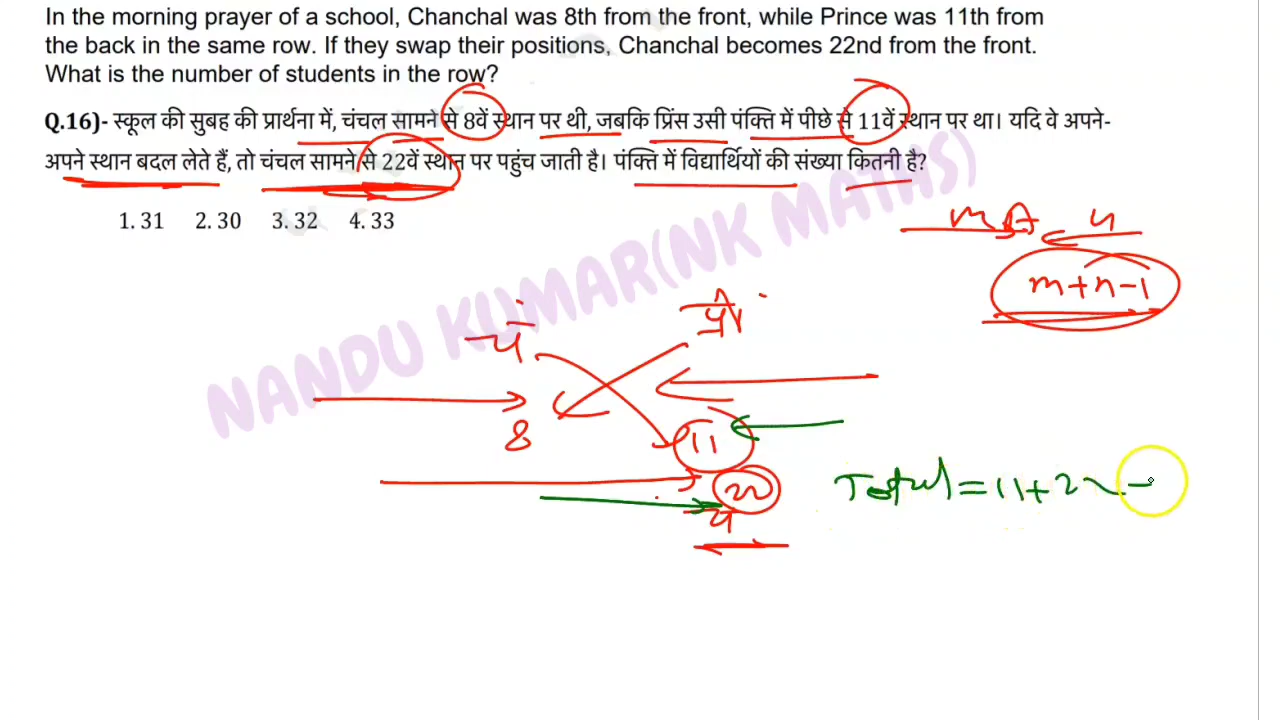 In the morning prayer of a school, Chanchal was 8th from the front, while Prince was 11th from
the back in the same row. If they swap their positions, Chanchal becomes 22nd from the front.
What is the number of students in the row?
Q.16)- स्कूल की सुबह की प्रार्थना में, चंचल सामने से 8वें स्थान पर थी, जबकि प्रिंस उसी पंक्ति में पीछे से 11वें स्थान पर था। यदि वे अपने-
अपने स्थान बदल लेते हैं, तो चंचल सामने से 22वें स्थान पर पहुंच जाती है। पंक्ति में विद्यार्थियों की संख्या कितनी है?
1. 31 2. 30 3. 32 4. 33
m A n
m+n-1
NANDU KUMAR(NK MATHS)
चं प्रिं
8
11
22
चं
Total = 11+22-